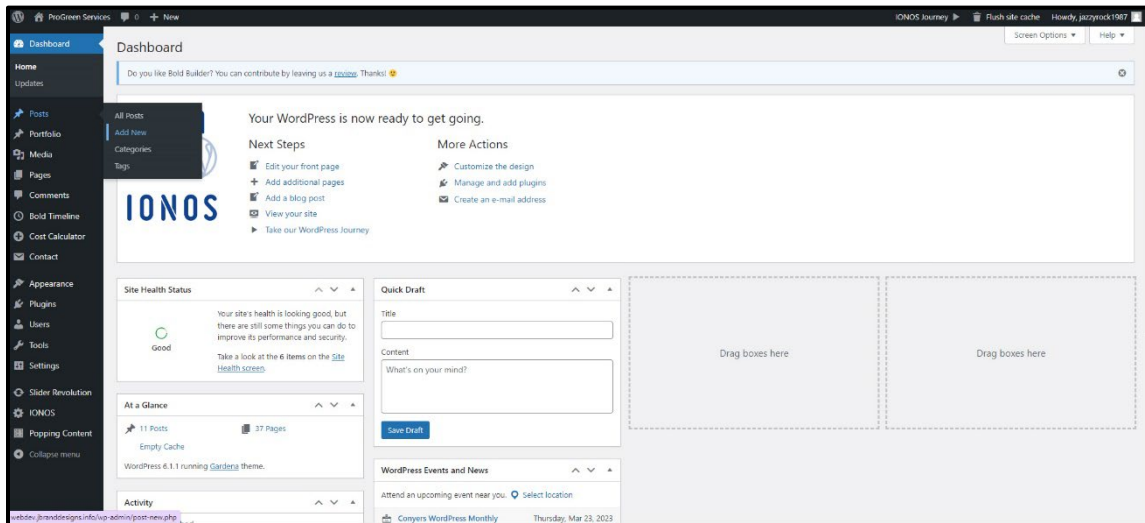 ProGreen Services 0 + New IONOS Journey Flush site cache Howdy, jazzyrock1987
Screen Options Help
Dashboard
Home
Updates
Posts
Portfolio
Media
Pages
Comments
Bold Timeline
Cost Calculator
Contact
Appearance
Plugins
Users
Tools
Settings
Slider Revolution
IONOS
Popping Content
Collapse menu
All Posts
Add New
Categories
Tags
Dashboard
Do you like Bold Builder? You can contribute by leaving us a review. Thanks!
IONOS
Your WordPress is now ready to get going.
Next Steps
Edit your front page
Add additional pages
Add a blog post
View your site
Take our WordPress Journey
More Actions
Customize the design
Manage and add plugins
Create an e-mail address
Site Health Status
Good
Your site's health is looking good, but
there are still some things you can do to
improve its performance and security.
Take a look at the 6 items on the Site
Health screen.
At a Glance
11 Posts 37 Pages
Empty Cache
WordPress 6.1.1 running Gardena theme.
Activity
Quick Draft
Title
Content
What's on your mind?
Save Draft
WordPress Events and News
Attend an upcoming event near you. Select location
Conyers WordPress Monthly Thursday, Mar 23, 2023
Drag boxes here
Drag boxes here
webdev.jbranddesigns.info/wp-admin/post-new.php